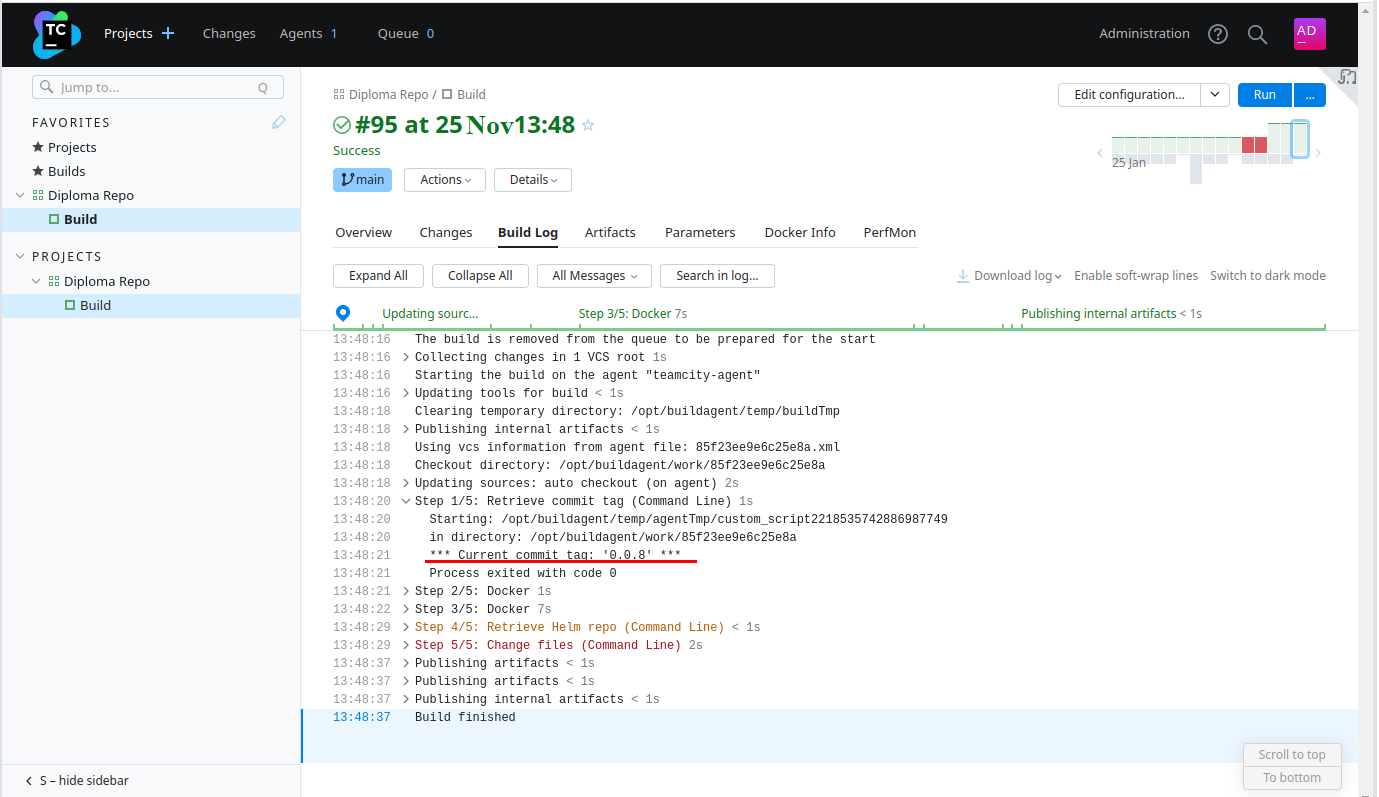 TC
Projects
Changes
Agents 1
Queue 0
Administration
AD
Jump to... Q
FAVORITES
Projects
Builds
Diploma Repo
Build
PROJECTS
Diploma Repo
Build
S – hide sidebar
Diploma Repo / Build
Edit configuration...
Run
...
#95 at 25 Nov13:48
Success
25 Jan
main
Actions
Details
Overview
Changes
Build Log
Artifacts
Parameters
Docker Info
PerfMon
Expand All
Collapse All
All Messages
Search in log...
Download log
Enable soft-wrap lines
Switch to dark mode
Updating sourc...
Step 3/5: Docker 7s
Publishing internal artifacts < 1s
13:48:16 The build is removed from the queue to be prepared for the start
13:48:16 Collecting changes in 1 VCS root 1s
13:48:16 Starting the build on the agent "teamcity-agent"
13:48:16 Updating tools for build < 1s
13:48:18 Clearing temporary directory: /opt/buildagent/temp/buildTmp
13:48:18 Publishing internal artifacts < 1s
13:48:18 Using vcs information from agent file: 85f23ee9e6c25e8a.xml
13:48:18 Checkout directory: /opt/buildagent/work/85f23ee9e6c25e8a
13:48:18 Updating sources: auto checkout (on agent) 2s
13:48:20 Step 1/5: Retrieve commit tag (Command Line) 1s
13:48:20 Starting: /opt/buildagent/temp/agentTmp/custom_script2218535742886987749
13:48:20 in directory: /opt/buildagent/work/85f23ee9e6c25e8a
13:48:21 *** Current commit tag: '0.0.8' ***
13:48:21 Process exited with code 0
13:48:21 Step 2/5: Docker 1s
13:48:22 Step 3/5: Docker 7s
13:48:29 Step 4/5: Retrieve Helm repo (Command Line) < 1s
13:48:29 Step 5/5: Change files (Command Line) 2s
13:48:37 Publishing artifacts < 1s
13:48:37 Publishing artifacts < 1s
13:48:37 Publishing internal artifacts < 1s
13:48:37 Build finished
Scroll to top
To bottom